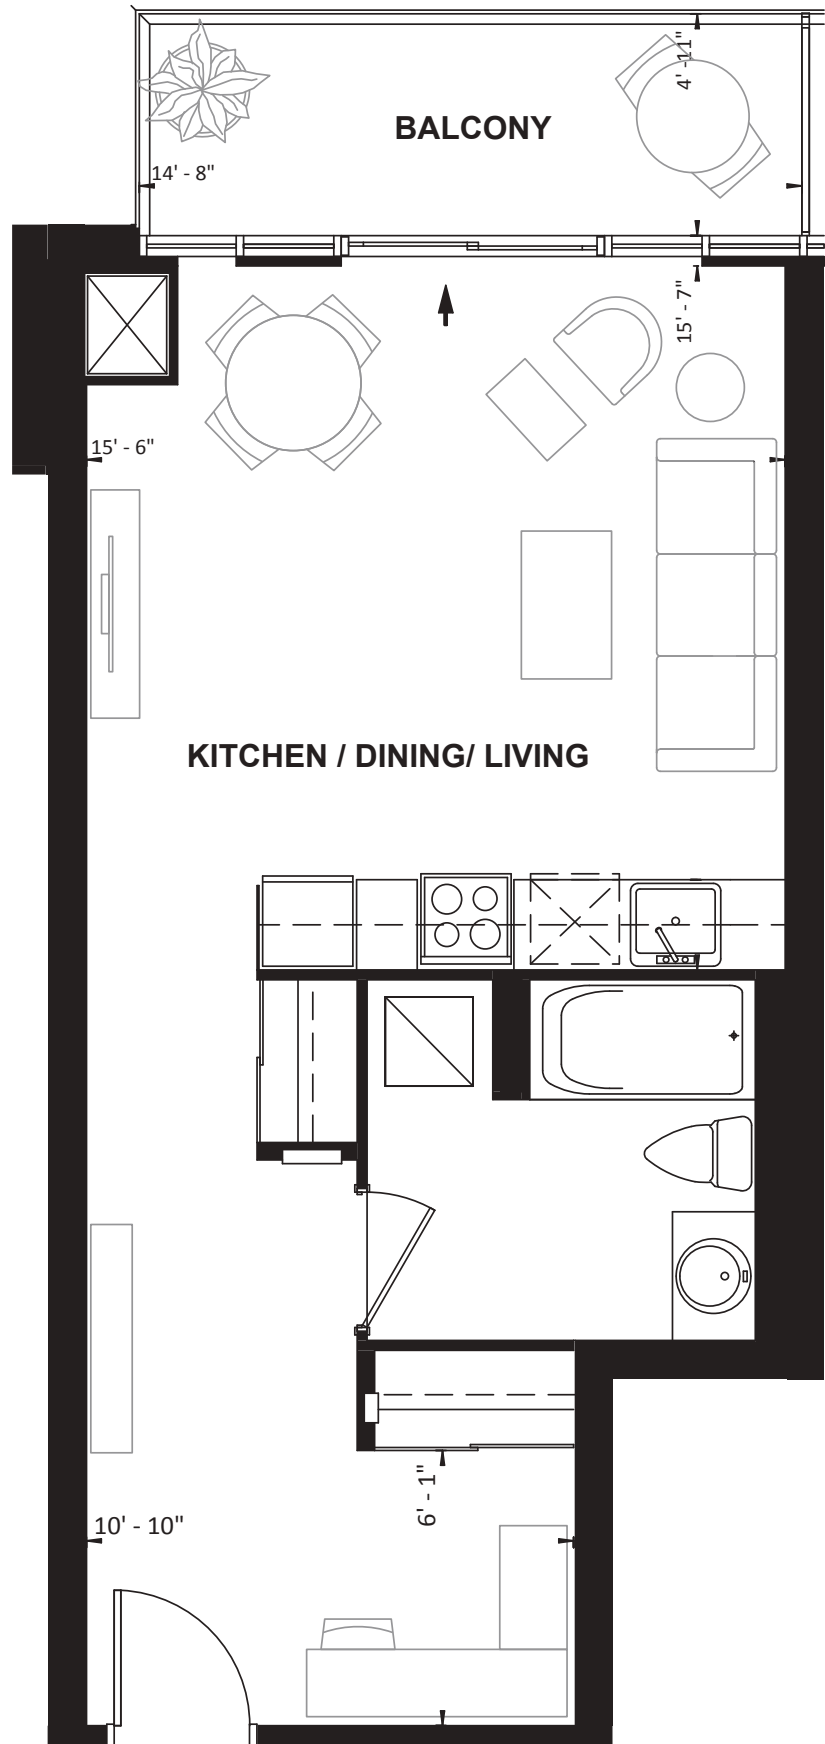 4' -11"
BALCONY
14' - 8"
15' - 7"
15' - 6"
KITCHEN / DINING/ LIVING
6' - 1"
10' - 10"